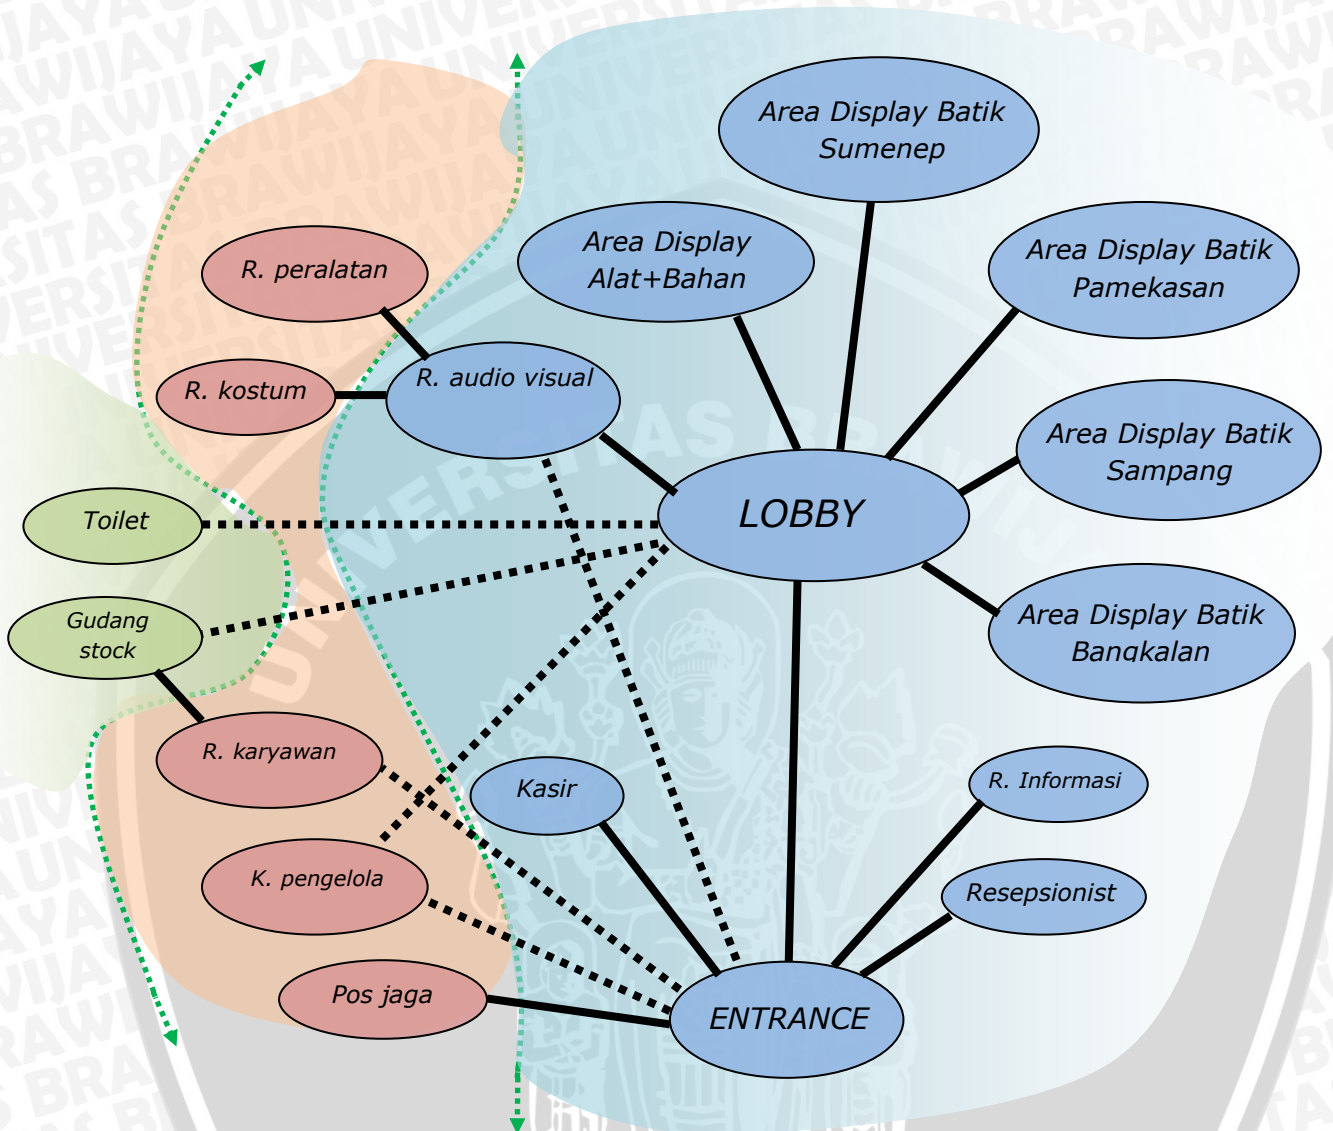 Area Display Batik
Sumenep
Area Display
Alat+Bahan
Area Display Batik
Pamekasan
R. peralatan
R. kostum
R. audio visual
Area Display Batik
Sampang
LOBBY
Toilet
Gudang
stock
Area Display Batik
Bangkalan
R. karyawan
Kasir
R. Informasi
K. pengelola
Resepsionist
Pos jaga
ENTRANCE